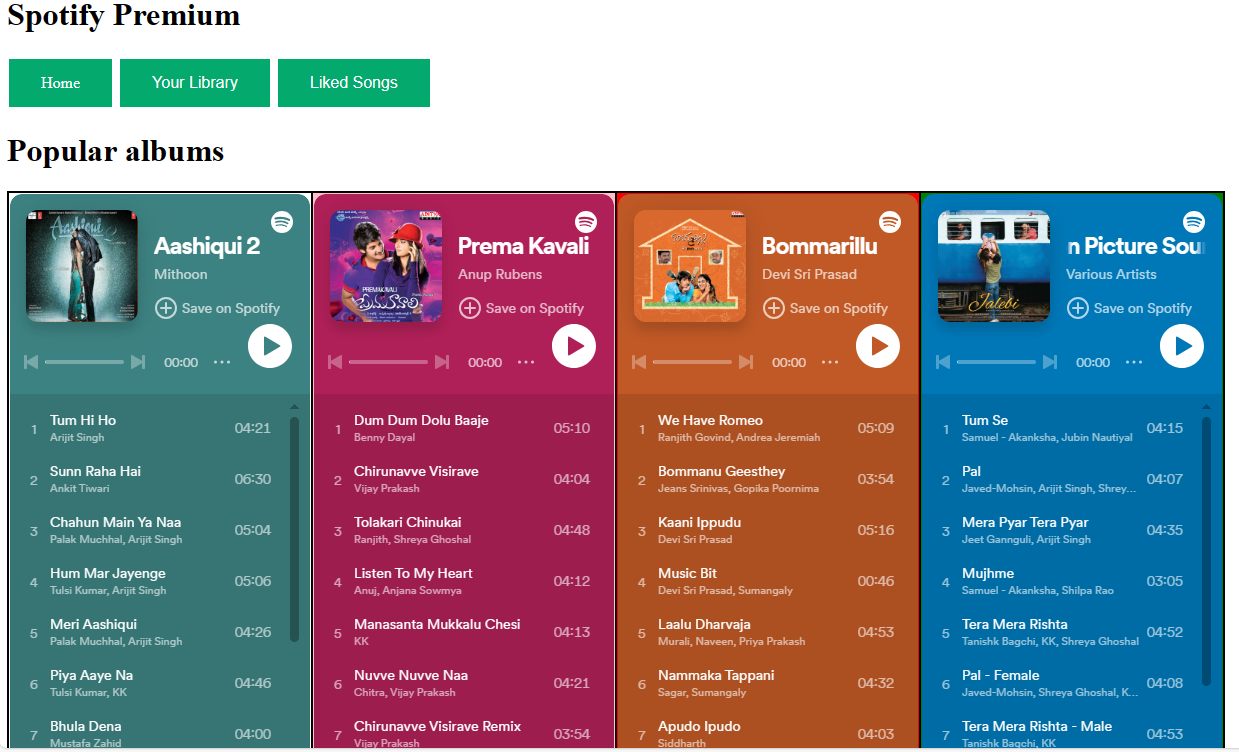 Spotify Premium
Home
Your Library
Liked Songs
Popular albums
Aashiqui 2
Aashiqui 2
Mithoon
Save on Spotify
00:00
1 Tum Hi Ho 04:21
Arijit Singh
2 Sunn Raha Hai 06:30
Ankit Tiwari
3 Chahun Main Ya Naa 05:04
Palak Muchhal, Arijit Singh
4 Hum Mar Jayenge 05:06
Tulsi Kumar, Arijit Singh
5 Meri Aashiqui 04:26
Palak Muchhal, Arijit Singh
6 Piya Aaye Na 04:46
Tulsi Kumar, KK
7 Bhula Dena 04:00
Mustafa Zahid
PREMAKAVALI
ప్రేమకావాలి
Prema Kavali
Anup Rubens
Save on Spotify
00:00
1 Dum Dum Dolu Baaje 05:10
Benny Dayal
2 Chirunavve Visirave 04:04
Vijay Prakash
3 Tolakari Chinukai 04:48
Ranjith, Shreya Ghoshal
4 Listen To My Heart 04:12
Anuj, Anjana Sowmya
5 Manasanta Mukkalu Chesi 04:13
KK
6 Nuvve Nuvve Naa 04:21
Chitra, Vijay Prakash
7 Chirunavve Visirave Remix 03:54
Vijay Prakash
Bommarillu
Devi Sri Prasad
Save on Spotify
00:00
1 We Have Romeo 05:09
Ranjith Govind, Andrea Jeremiah
2 Bommanu Geesthey 03:54
Jeans Srinivas, Gopika Poornima
3 Kaani Ippudu 05:16
Devi Sri Prasad
4 Music Bit 00:46
Devi Sri Prasad, Sumangaly
5 Laalu Dharvaja 04:53
Murali, Naveen, Priya Prakash
6 Nammaka Tappani 04:32
Sagar, Sumangaly
7 Apudo Ipudo 04:03
Siddharth
Jalebi
n Picture Sou
Various Artists
Save on Spotify
00:00
1 Tum Se 04:15
Samuel - Akanksha, Jubin Nautiyal
2 Pal 04:07
Javed-Mohsin, Arijit Singh, Shrey...
3 Mera Pyar Tera Pyar 04:35
Jeet Gannguli, Arijit Singh
4 Mujhme 03:05
Samuel - Akanksha, Shilpa Rao
5 Tera Mera Rishta 04:52
Tanishk Bagchi, KK, Shreya Ghoshal
6 Pal - Female 04:08
Javed-Mohsin, Shreya Ghoshal, K...
7 Tera Mera Rishta - Male 04:53
Tanishk Bagchi, KK